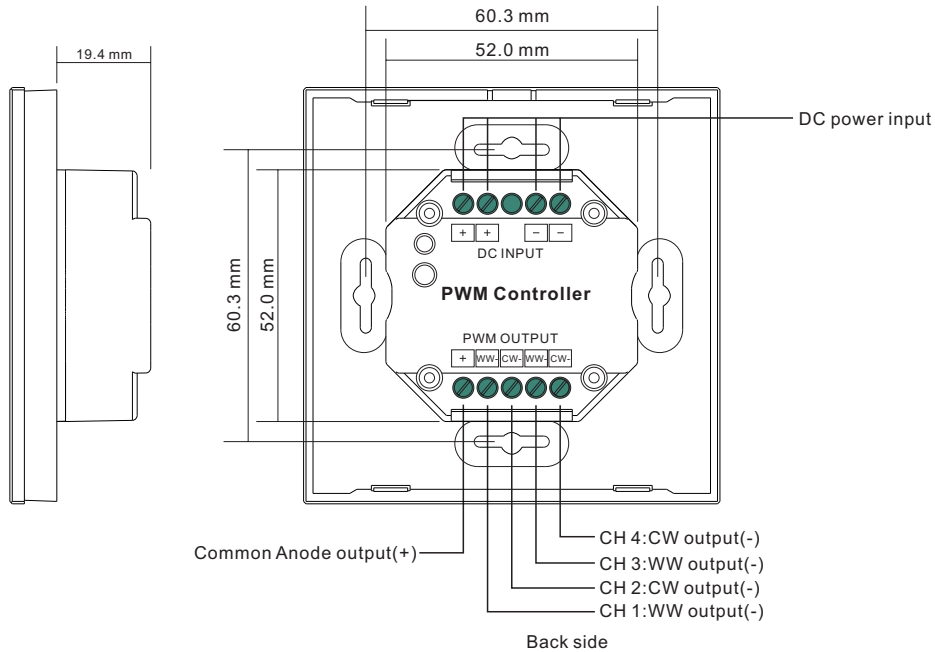 60.3 mm
52.0 mm
19.4 mm
DC power input
+ + − −
DC INPUT
60.3 mm
52.0 mm
PWM Controller
PWM OUTPUT
+ WW- CW- WW- CW-
Common Anode output(+)
CH 4:CW output(-)
CH 3:WW output(-)
CH 2:CW output(-)
CH 1:WW output(-)
Back side